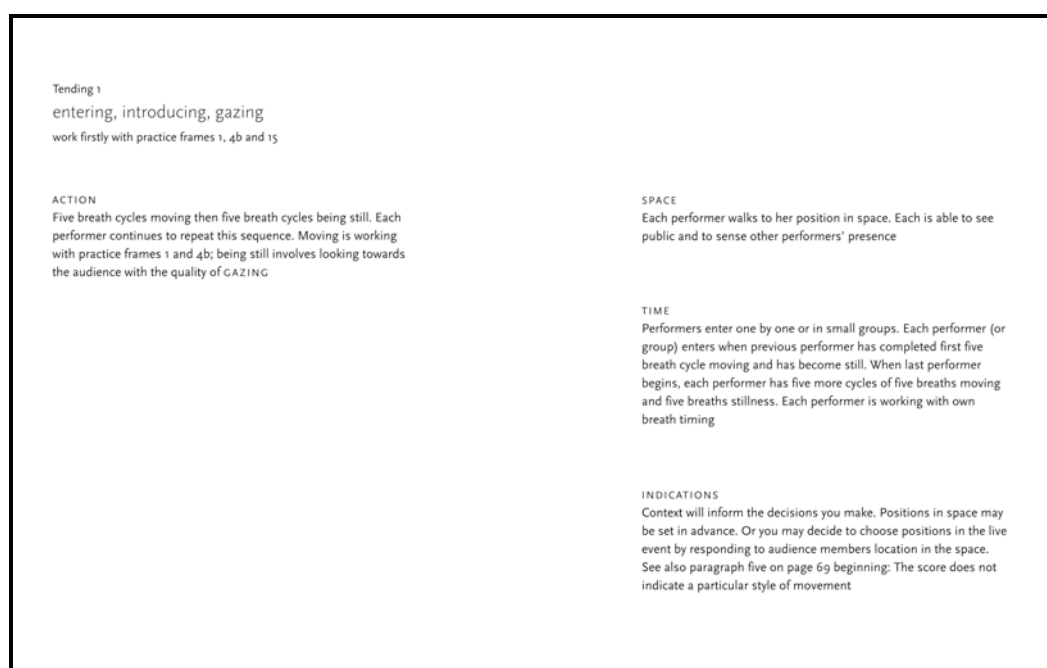 Tending 1
entering, introducing, gazing
work firstly with practice frames 1, 4b and 15
ACTION
Five breath cycles moving then five breath cycles being still. Each
performer continues to repeat this sequence. Moving is working
with practice frames 1 and 4b; being still involves looking towards
the audience with the quality of GAZING
SPACE
Each performer walks to her position in space. Each is able to see
public and to sense other performers' presence
TIME
Performers enter one by one or in small groups. Each performer (or
group) enters when previous performer has completed first five
breath cycle moving and has become still. When last performer
begins, each performer has five more cycles of five breaths moving
and five breaths stillness. Each performer is working with own
breath timing
INDICATIONS
Context will inform the decisions you make. Positions in space may
be set in advance. Or you may decide to choose positions in the live
event by responding to audience members location in the space.
See also paragraph five on page 69 beginning: The score does not
indicate a particular style of movement